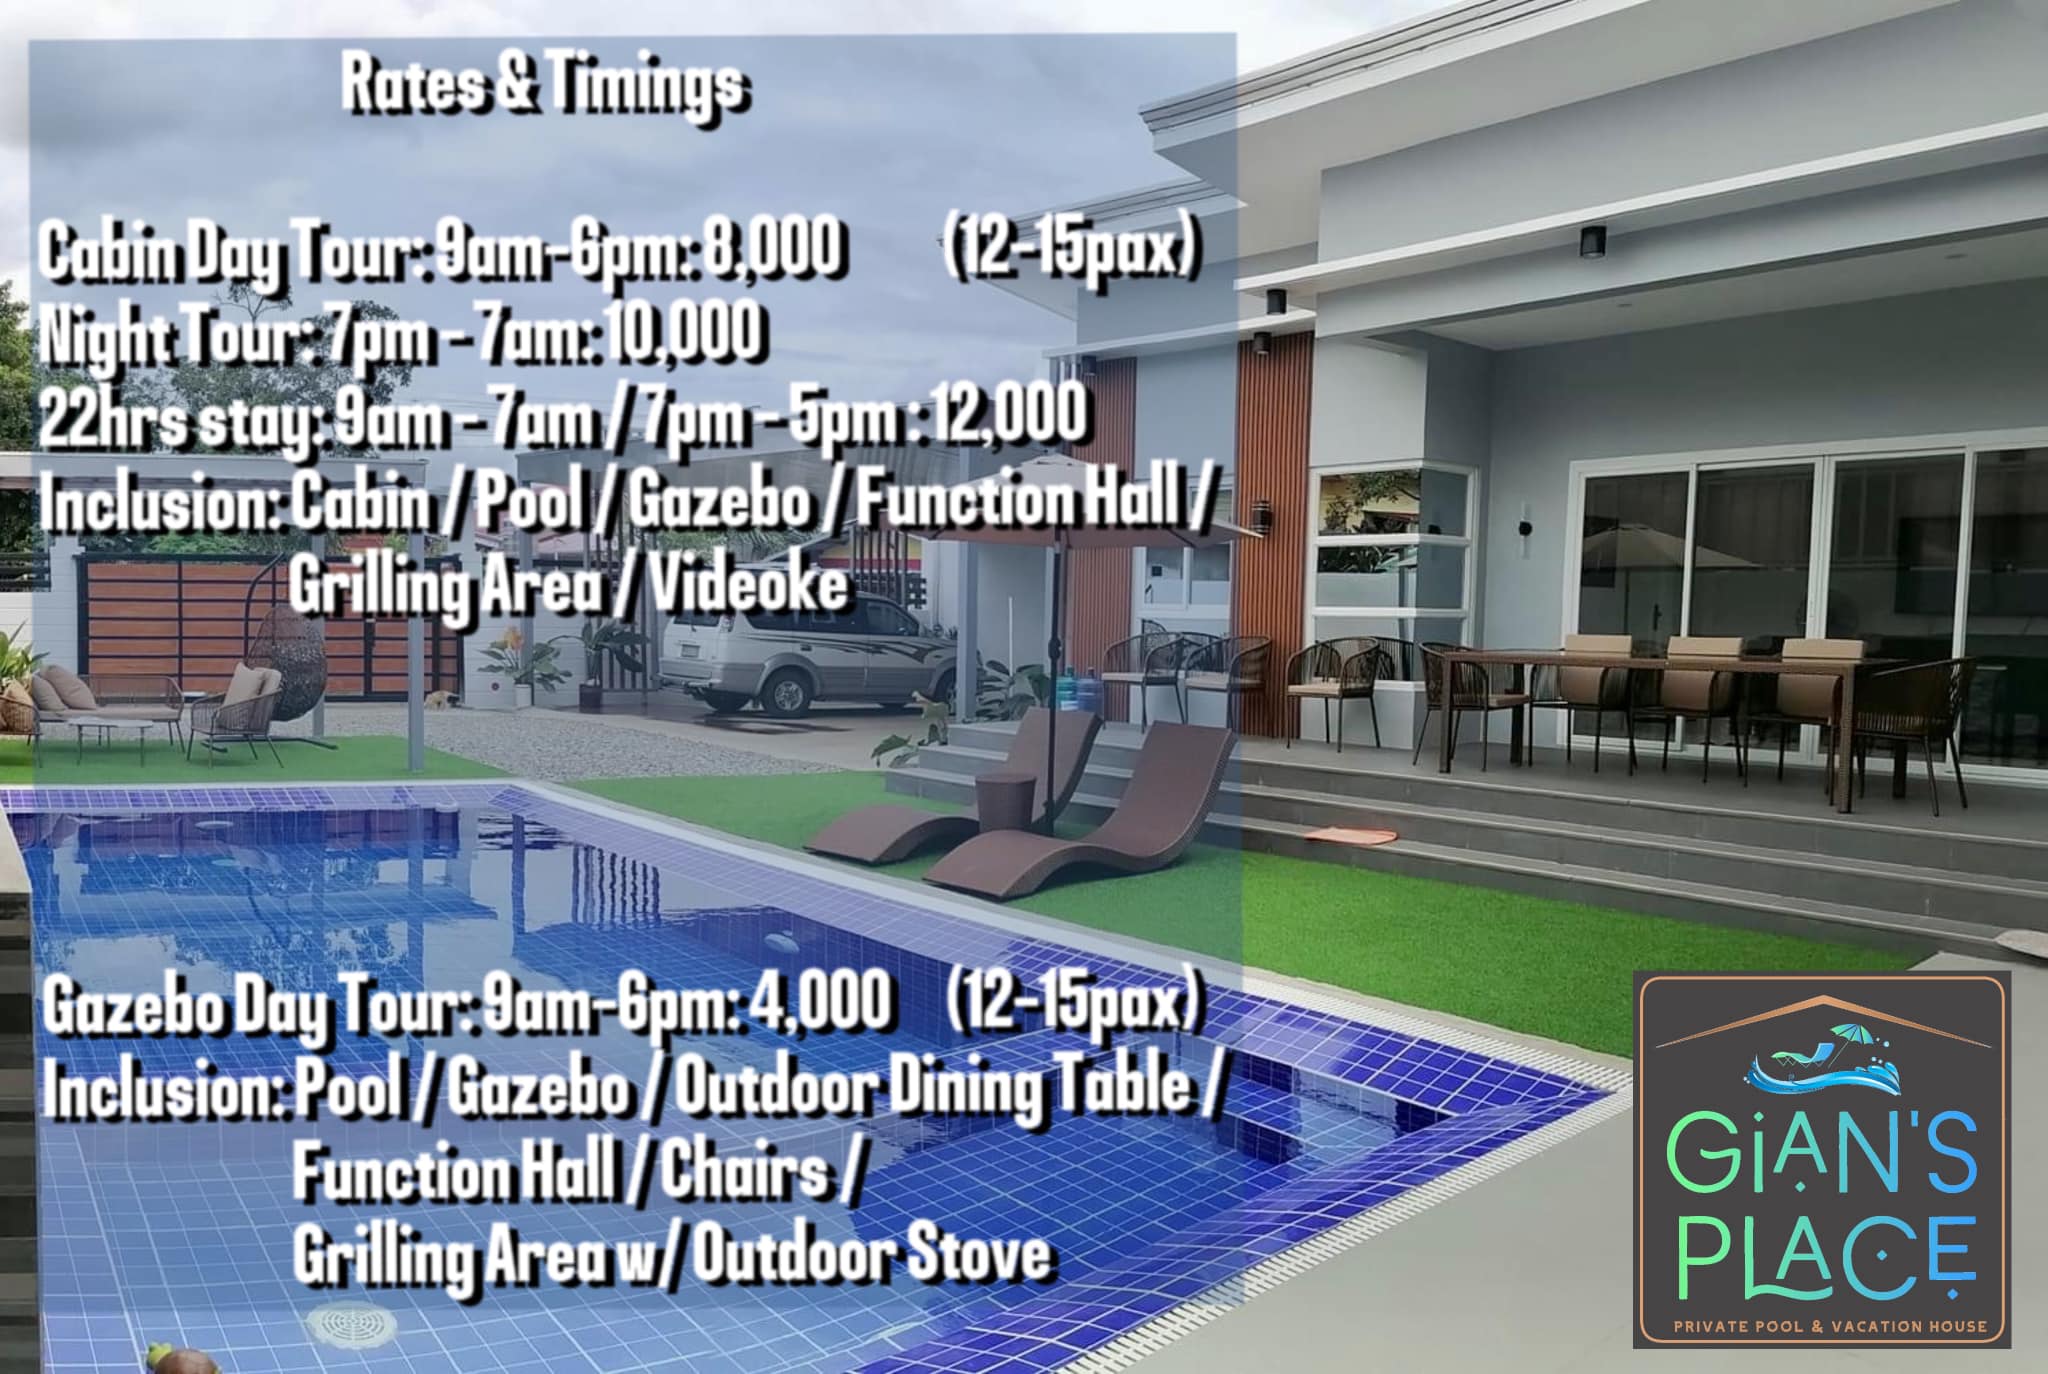 Rates & Timings
Cabin Day Tour: 9am-6pm: 8,000 (12-15pax)
Night Tour: 7pm - 7am: 10,000
22hrs stay: 9am - 7am / 7pm - 5pm : 12,000
Inclusion: Cabin / Pool / Gazebo / Function Hall /
Grilling Area / Videoke
Gazebo Day Tour: 9am-6pm: 4,000 (12-15pax)
Inclusion: Pool / Gazebo / Outdoor Dining Table /
Function Hall / Chairs /
Grilling Area w/ Outdoor Stove
GiAN'S
PLACE
PRIVATE POOL & VACATION HOUSE